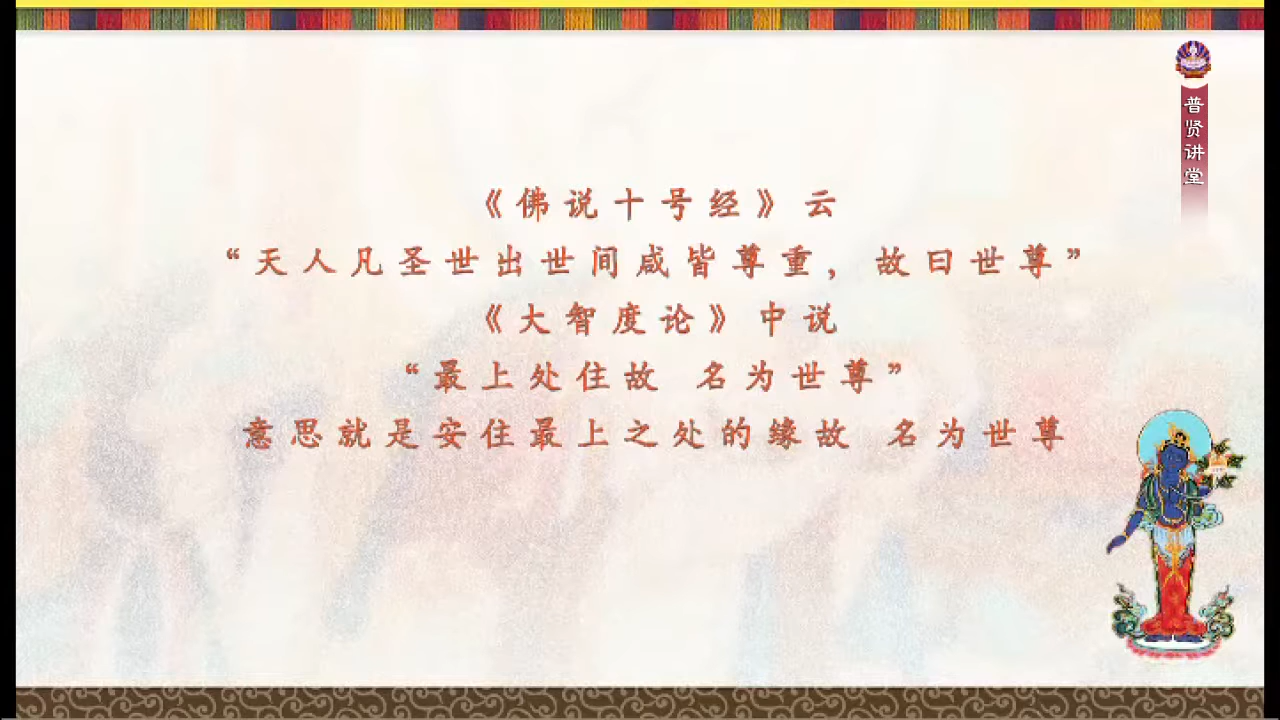 普贤讲堂
《佛说十号经》云
“天人凡圣世出世间咸皆尊重，故曰世尊”
《大智度论》中说
“最上处住故 名为世尊”
意思就是安住最上之处的缘故 名为世尊